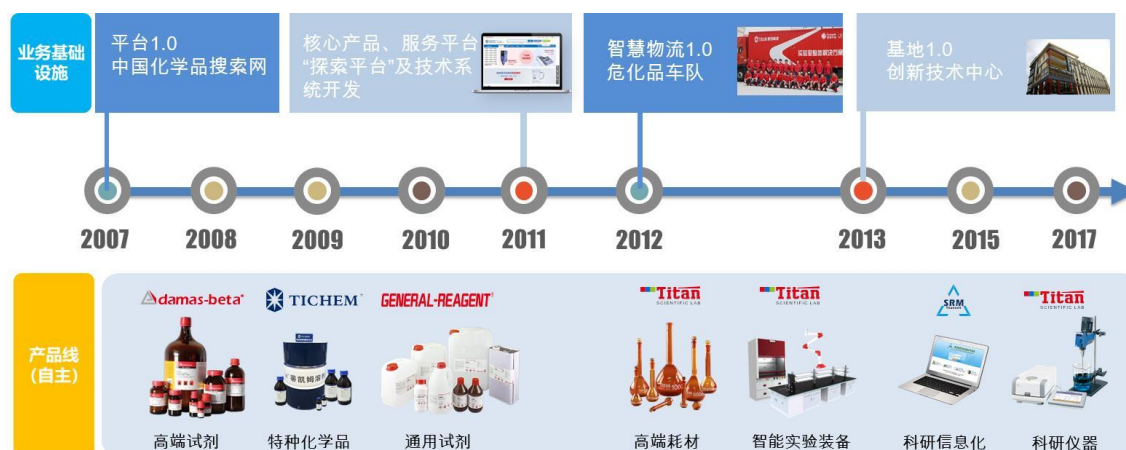 业务基础
设施
平台1.0
中国化学品搜索网
核心产品、服务平台
“探索平台”及技术系
统开发
智慧物流1.0
危化品车队
基地1.0
创新技术中心
2007
2008
2009
2010
2011
2012
2013
2015
2017
产品线
(自主)
damas-beta®
TICHEM®
GENERAL-REAGENT®
Titan
SCIENTIFIC LAB
Titan
SCIENTIFIC LAB
SRM
Titan
SCIENTIFIC LAB
高端试剂
特种化学品
通用试剂
高端耗材
智能实验装备
科研信息化
科研仪器